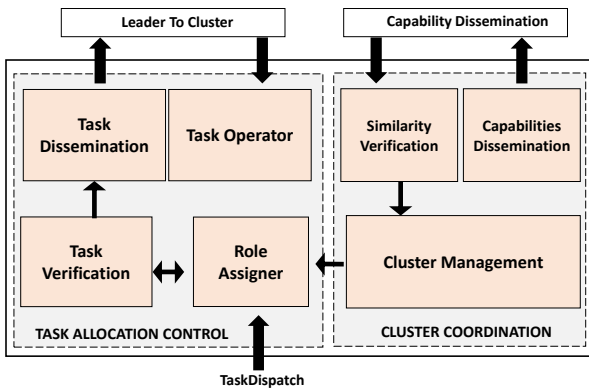 Leader To Cluster
Capability Dissemination
Task
Dissemination
Task Operator
Similarity
Verification
Capabilities
Dissemination
Task
Verification
Role
Assigner
Cluster Management
TASK ALLOCATION CONTROL
CLUSTER COORDINATION
TaskDispatch